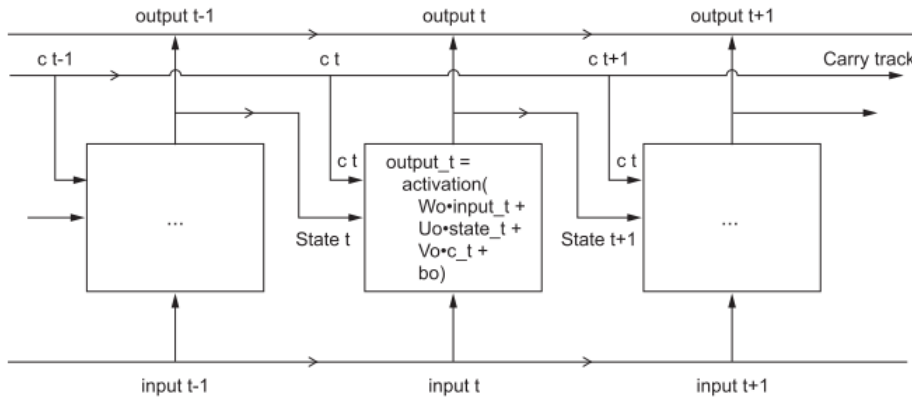 output t-1
output t
output t+1
c t-1
c t
c t+1
Carry track
c t
c t
output_t =
activation(
Wo•input_t +
Uo•state_t +
Vo•c_t +
bo)
...
...
State t
State t+1
input t-1
input t
input t+1